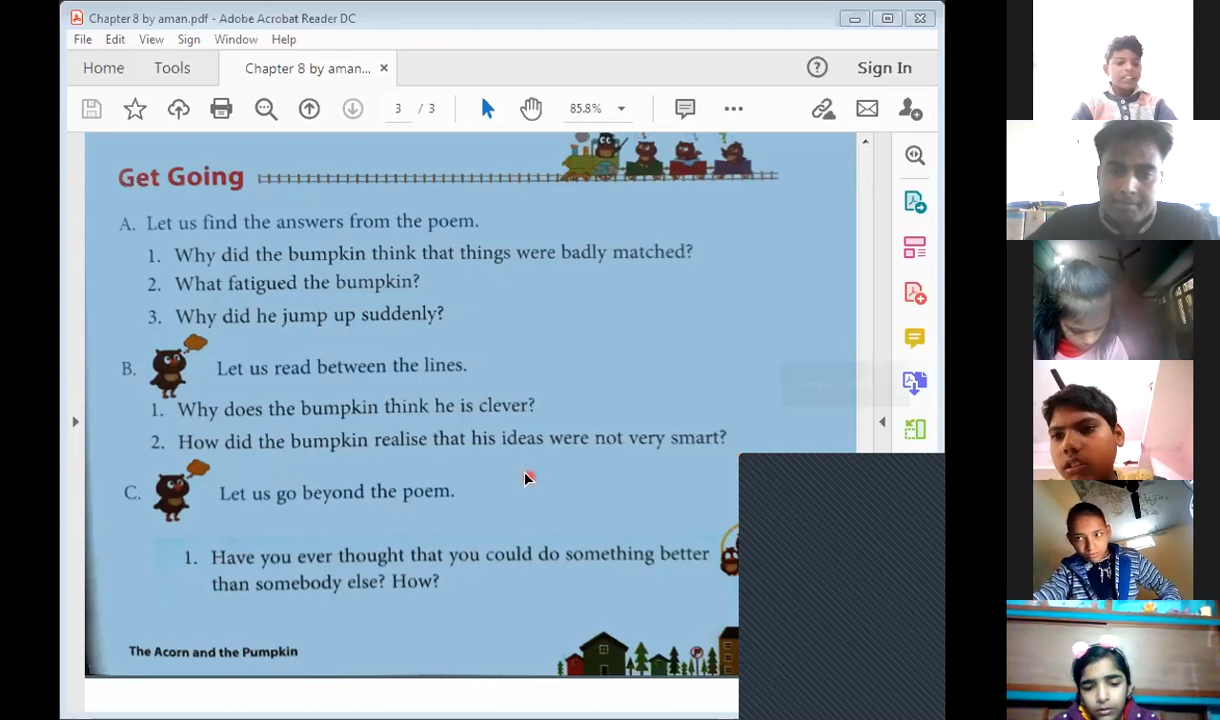 Chapter 8 by aman.pdf - Adobe Acrobat Reader DC
File Edit View Sign Window Help
Home Tools Chapter 8 by aman... × Sign In
3 / 3 85.8%
Get Going
A. Let us find the answers from the poem.
1. Why did the bumpkin think that things were badly matched?
2. What fatigued the bumpkin?
3. Why did he jump up suddenly?
B. Let us read between the lines.
1. Why does the bumpkin think he is clever?
2. How did the bumpkin realise that his ideas were not very smart?
C. Let us go beyond the poem.
1. Have you ever thought that you could do something better
than somebody else? How?
The Acorn and the Pumpkin